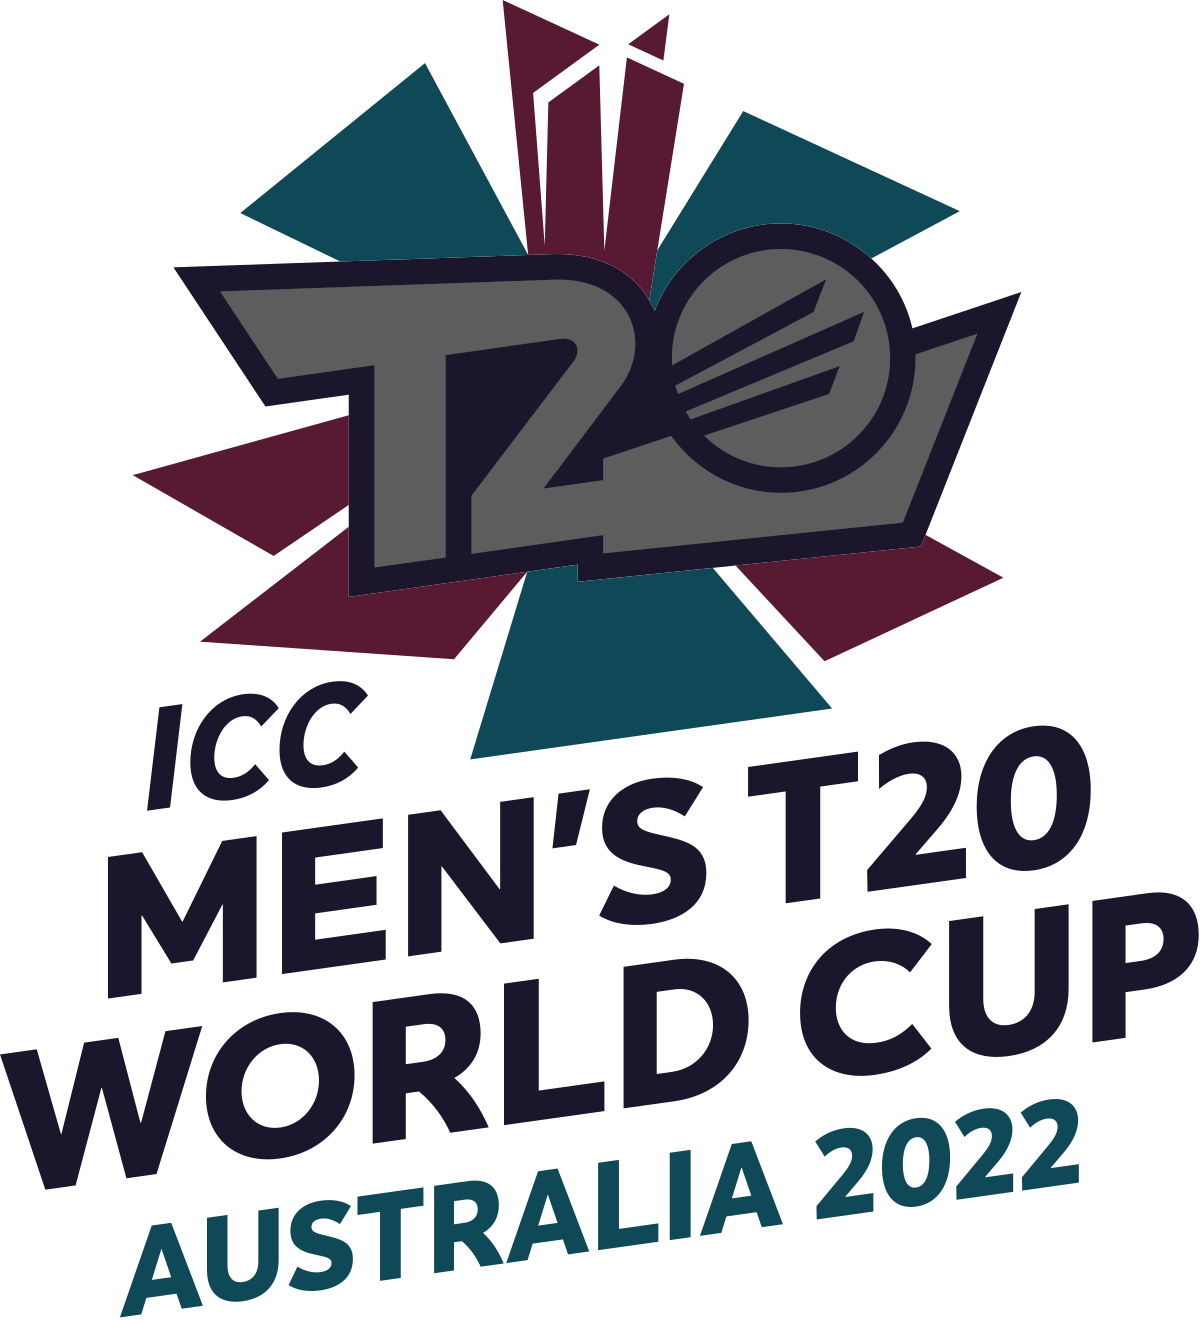 T20
ICC
MEN'S T20
WORLD CUP
AUSTRALIA 2022